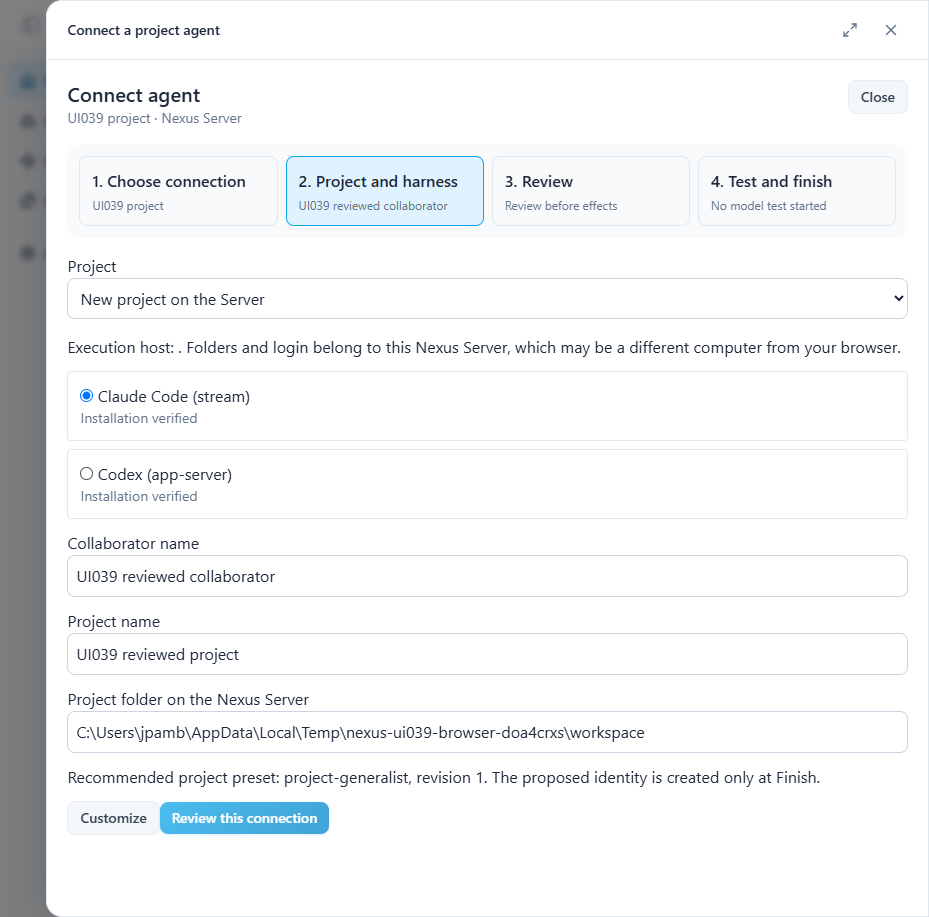 Connect a project agent
Connect agent
Close
UI039 project · Nexus Server
1. Choose connection
UI039 project
2. Project and harness
UI039 reviewed collaborator
3. Review
Review before effects
4. Test and finish
No model test started
Project
New project on the Server
Execution host: . Folders and login belong to this Nexus Server, which may be a different computer from your browser.
Claude Code (stream)
Installation verified
Codex (app-server)
Installation verified
Collaborator name
UI039 reviewed collaborator
Project name
UI039 reviewed project
Project folder on the Nexus Server
C:\Users\jpamb\AppData\Local\Temp\nexus-ui039-browser-doa4crxs\workspace
Recommended project preset: project-generalist, revision 1. The proposed identity is created only at Finish.
Customize
Review this connection